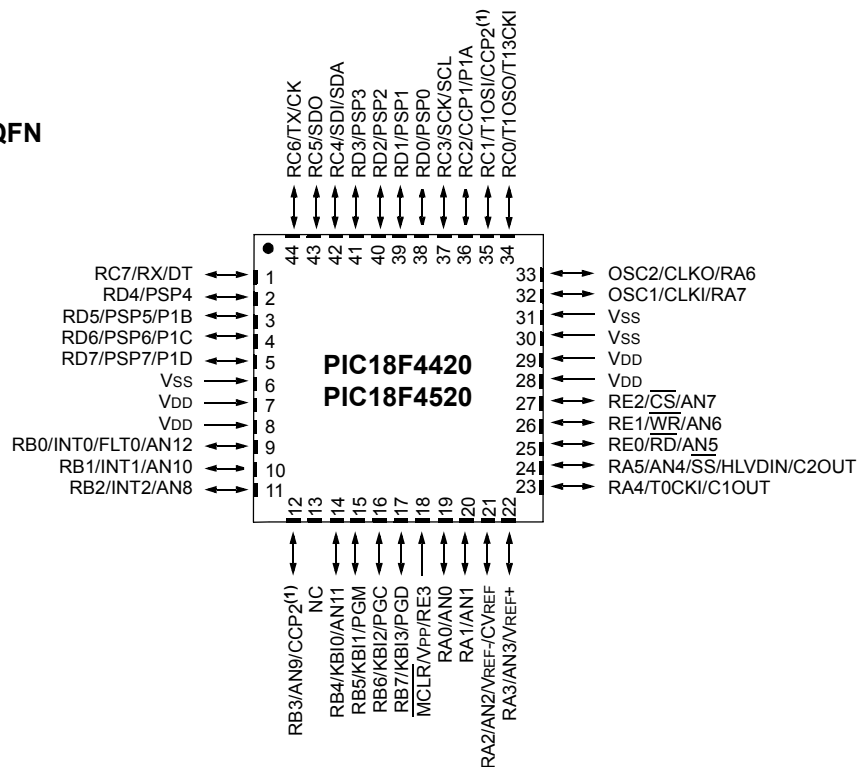 QFN
RC6/TX/CK
RC5/SDO
RC4/SDI/SDA
RD3/PSP3
RD2/PSP2
RD1/PSP1
RD0/PSP0
RC3/SCK/SCL
RC2/CCP1/P1A
RC1/T1OSI/CCP2(1)
RC0/T1OSO/T13CKI
44 43 42 41 40 39 38 37 36 35 34
RC7/RX/DT 1
RD4/PSP4 2
RD5/PSP5/P1B 3
RD6/PSP6/P1C 4
RD7/PSP7/P1D 5
VSS 6
VDD 7
VDD 8
RB0/INT0/FLT0/AN12 9
RB1/INT1/AN10 10
RB2/INT2/AN8 11
PIC18F4420
PIC18F4520
33 OSC2/CLKO/RA6
32 OSC1/CLKI/RA7
31 VSS
30 VSS
29 VDD
28 VDD
27 RE2/CS/AN7
26 RE1/WR/AN6
25 RE0/RD/AN5
24 RA5/AN4/SS/HLVDIN/C2OUT
23 RA4/T0CKI/C1OUT
12 13 14 15 16 17 18 19 20 21 22
RB3/AN9/CCP2(1)
NC
RB4/KBI0/AN11
RB5/KBI1/PGM
RB6/KBI2/PGC
RB7/KBI3/PGD
MCLR/VPP/RE3
RA0/AN0
RA1/AN1
RA2/AN2/VREF-/CVREF
RA3/AN3/VREF+